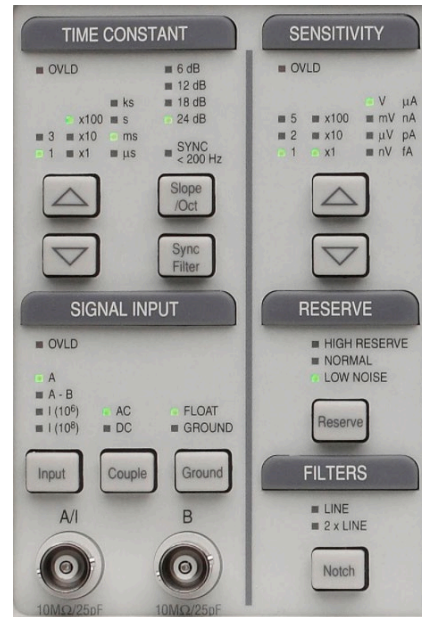 TIME CONSTANT
OVLD
6 dB
12 dB
ks
18 dB
x100
s
24 dB
3
x10
ms
1
x1
µs
SYNC
< 200 Hz
Slope
/Oct
Sync
Filter
SENSITIVITY
OVLD
V µA
5
x100
mV nA
2
x10
µV pA
1
x1
nV fA
SIGNAL INPUT
OVLD
A
A - B
I (10⁶)
AC
FLOAT
I (10⁸)
DC
GROUND
Input
Couple
Ground
A/I
B
10MΩ/25pF
10MΩ/25pF
RESERVE
HIGH RESERVE
NORMAL
LOW NOISE
Reserve
FILTERS
LINE
2 x LINE
Notch